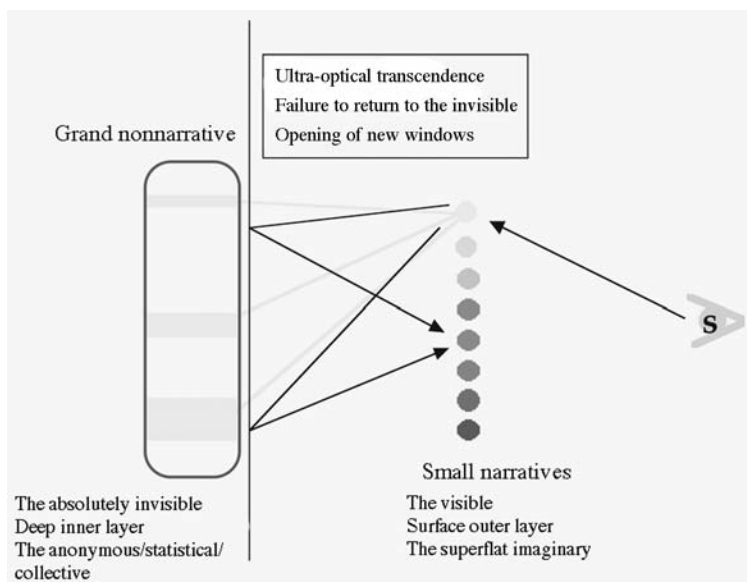 Ultra-optical transcendence
Failure to return to the invisible
Opening of new windows
Grand nonnarrative
S
Small narratives
The absolutely invisible
Deep inner layer
The anonymous/statistical/
collective
The visible
Surface outer layer
The superflat imaginary